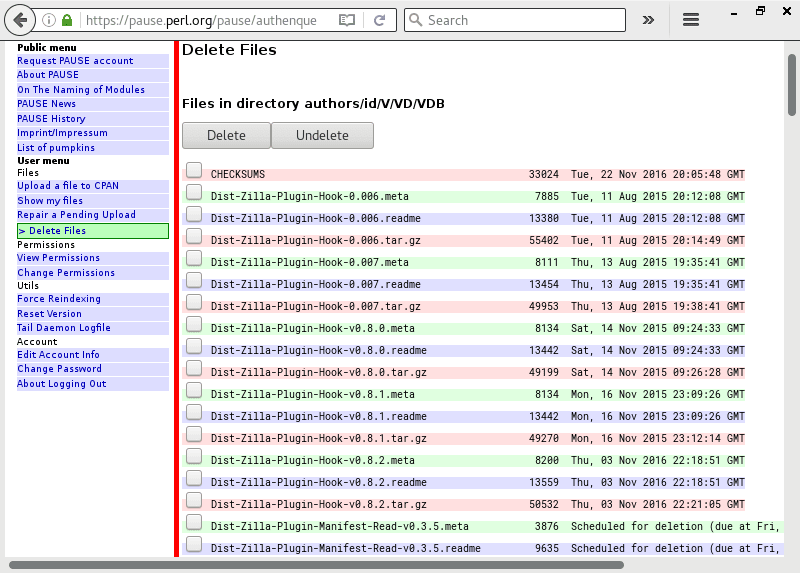 https://pause.perl.org/pause/authenque
Search
Public menu
Request PAUSE account
About PAUSE
On The Naming of Modules
PAUSE News
PAUSE History
Imprint/Impressum
List of pumpkins
User menu
Files
Upload a file to CPAN
Show my files
Repair a Pending Upload
> Delete Files
Permissions
View Permissions
Change Permissions
Utils
Force Reindexing
Reset Version
Tail Daemon Logfile
Account
Edit Account Info
Change Password
About Logging Out
Delete Files
Files in directory authors/id/V/VD/VDB
Delete Undelete
CHECKSUMS 33024 Tue, 22 Nov 2016 20:05:48 GMT
Dist-Zilla-Plugin-Hook-0.006.meta 7885 Tue, 11 Aug 2015 20:12:08 GMT
Dist-Zilla-Plugin-Hook-0.006.readme 13380 Tue, 11 Aug 2015 20:12:08 GMT
Dist-Zilla-Plugin-Hook-0.006.tar.gz 55402 Tue, 11 Aug 2015 20:14:49 GMT
Dist-Zilla-Plugin-Hook-0.007.meta 8111 Thu, 13 Aug 2015 19:35:41 GMT
Dist-Zilla-Plugin-Hook-0.007.readme 13454 Thu, 13 Aug 2015 19:35:41 GMT
Dist-Zilla-Plugin-Hook-0.007.tar.gz 49953 Thu, 13 Aug 2015 19:38:41 GMT
Dist-Zilla-Plugin-Hook-v0.8.0.meta 8134 Sat, 14 Nov 2015 09:24:33 GMT
Dist-Zilla-Plugin-Hook-v0.8.0.readme 13442 Sat, 14 Nov 2015 09:24:33 GMT
Dist-Zilla-Plugin-Hook-v0.8.0.tar.gz 49199 Sat, 14 Nov 2015 09:26:28 GMT
Dist-Zilla-Plugin-Hook-v0.8.1.meta 8134 Mon, 16 Nov 2015 23:09:26 GMT
Dist-Zilla-Plugin-Hook-v0.8.1.readme 13442 Mon, 16 Nov 2015 23:09:26 GMT
Dist-Zilla-Plugin-Hook-v0.8.1.tar.gz 49270 Mon, 16 Nov 2015 23:12:14 GMT
Dist-Zilla-Plugin-Hook-v0.8.2.meta 8200 Thu, 03 Nov 2016 22:18:51 GMT
Dist-Zilla-Plugin-Hook-v0.8.2.readme 13559 Thu, 03 Nov 2016 22:18:51 GMT
Dist-Zilla-Plugin-Hook-v0.8.2.tar.gz 50532 Thu, 03 Nov 2016 22:21:05 GMT
Dist-Zilla-Plugin-Manifest-Read-v0.3.5.meta 3876 Scheduled for deletion (due at Fri,
Dist-Zilla-Plugin-Manifest-Read-v0.3.5.readme 9635 Scheduled for deletion (due at Fri,